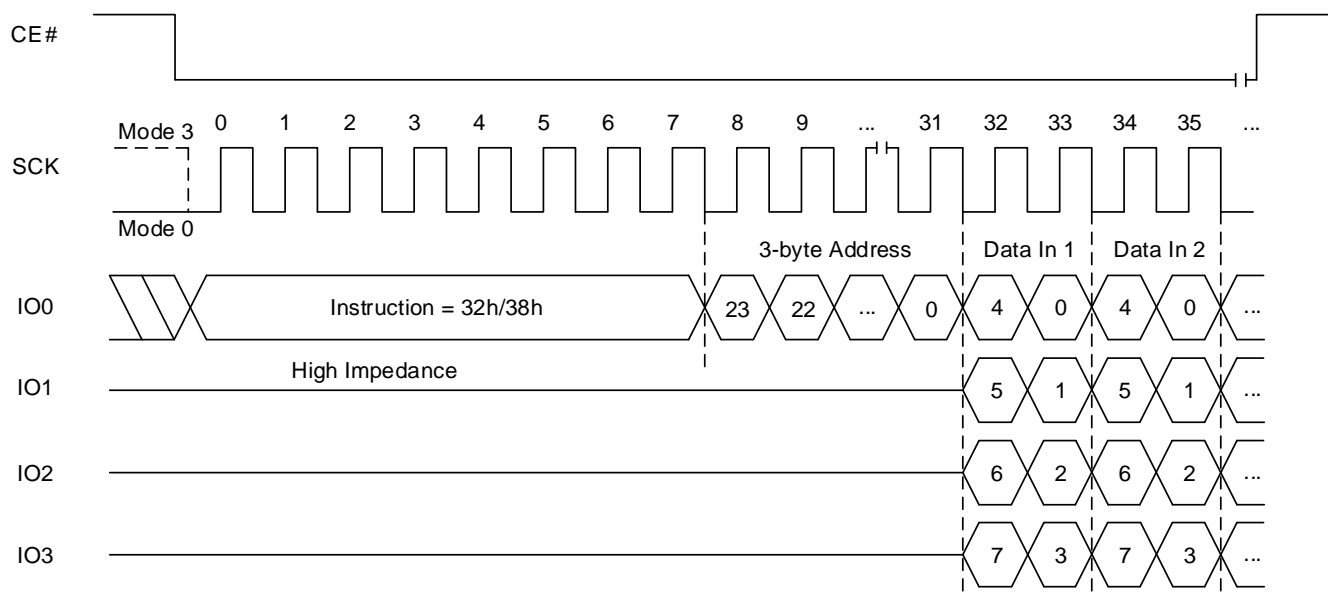 CE#
0 1 2 3 4 5 6 7 8 9 ... 31 32 33 34 35 ...
Mode 3
SCK
Mode 0
3-byte Address Data In 1 Data In 2
IO0 Instruction = 32h/38h 23 22 ... 0 4 0 4 0 ...
High Impedance
IO1 5 1 5 1 ...
IO2 6 2 6 2 ...
IO3 7 3 7 3 ...